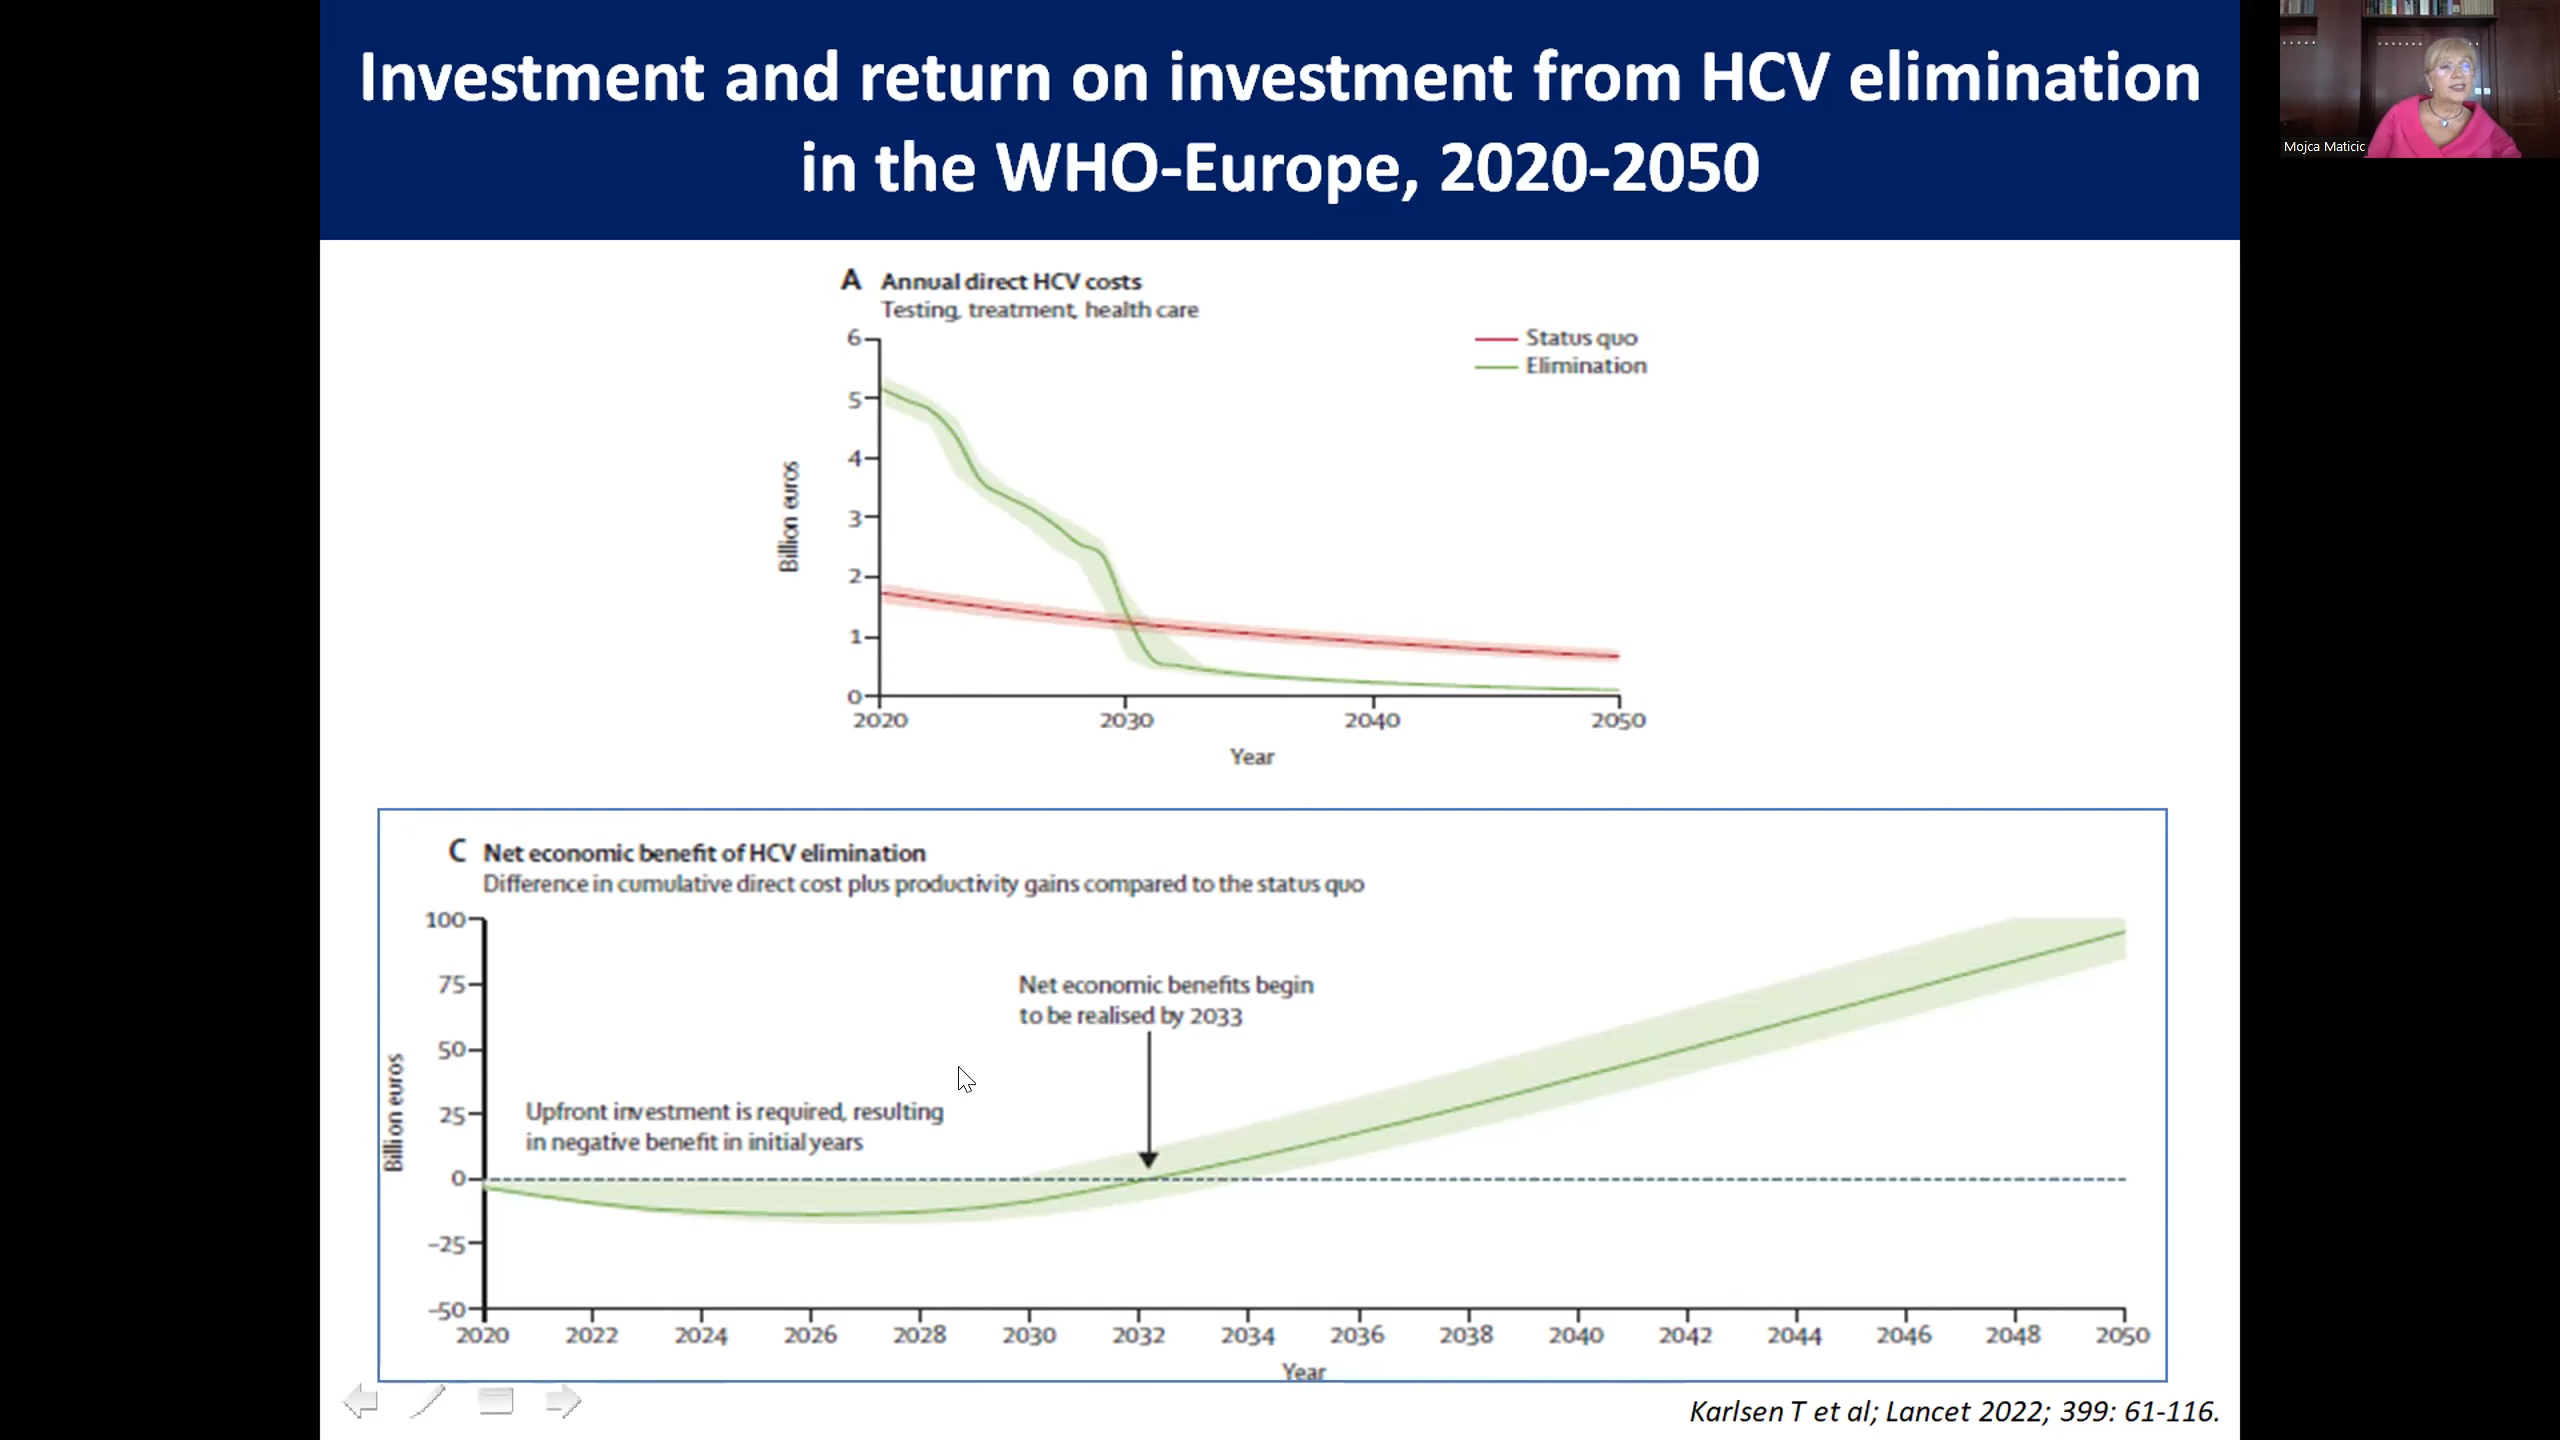 Investment and return on investment from HCV elimination
in the WHO-Europe, 2020-2050
Mojca Maticic
A Annual direct HCV costs
Testing, treatment, health care
Status quo
Elimination
6
5
4
3
2
1
0
Billion euros
2020 2030 2040 2050
Year
C Net economic benefit of HCV elimination
Difference in cumulative direct cost plus productivity gains compared to the status quo
100
75
50
25
0
-25
-50
Billion euros
Net economic benefits begin
to be realised by 2033
Upfront investment is required, resulting
in negative benefit in initial years
2020 2022 2024 2026 2028 2030 2032 2034 2036 2038 2040 2042 2044 2046 2048 2050
Year
Karlsen T et al; Lancet 2022; 399: 61-116.